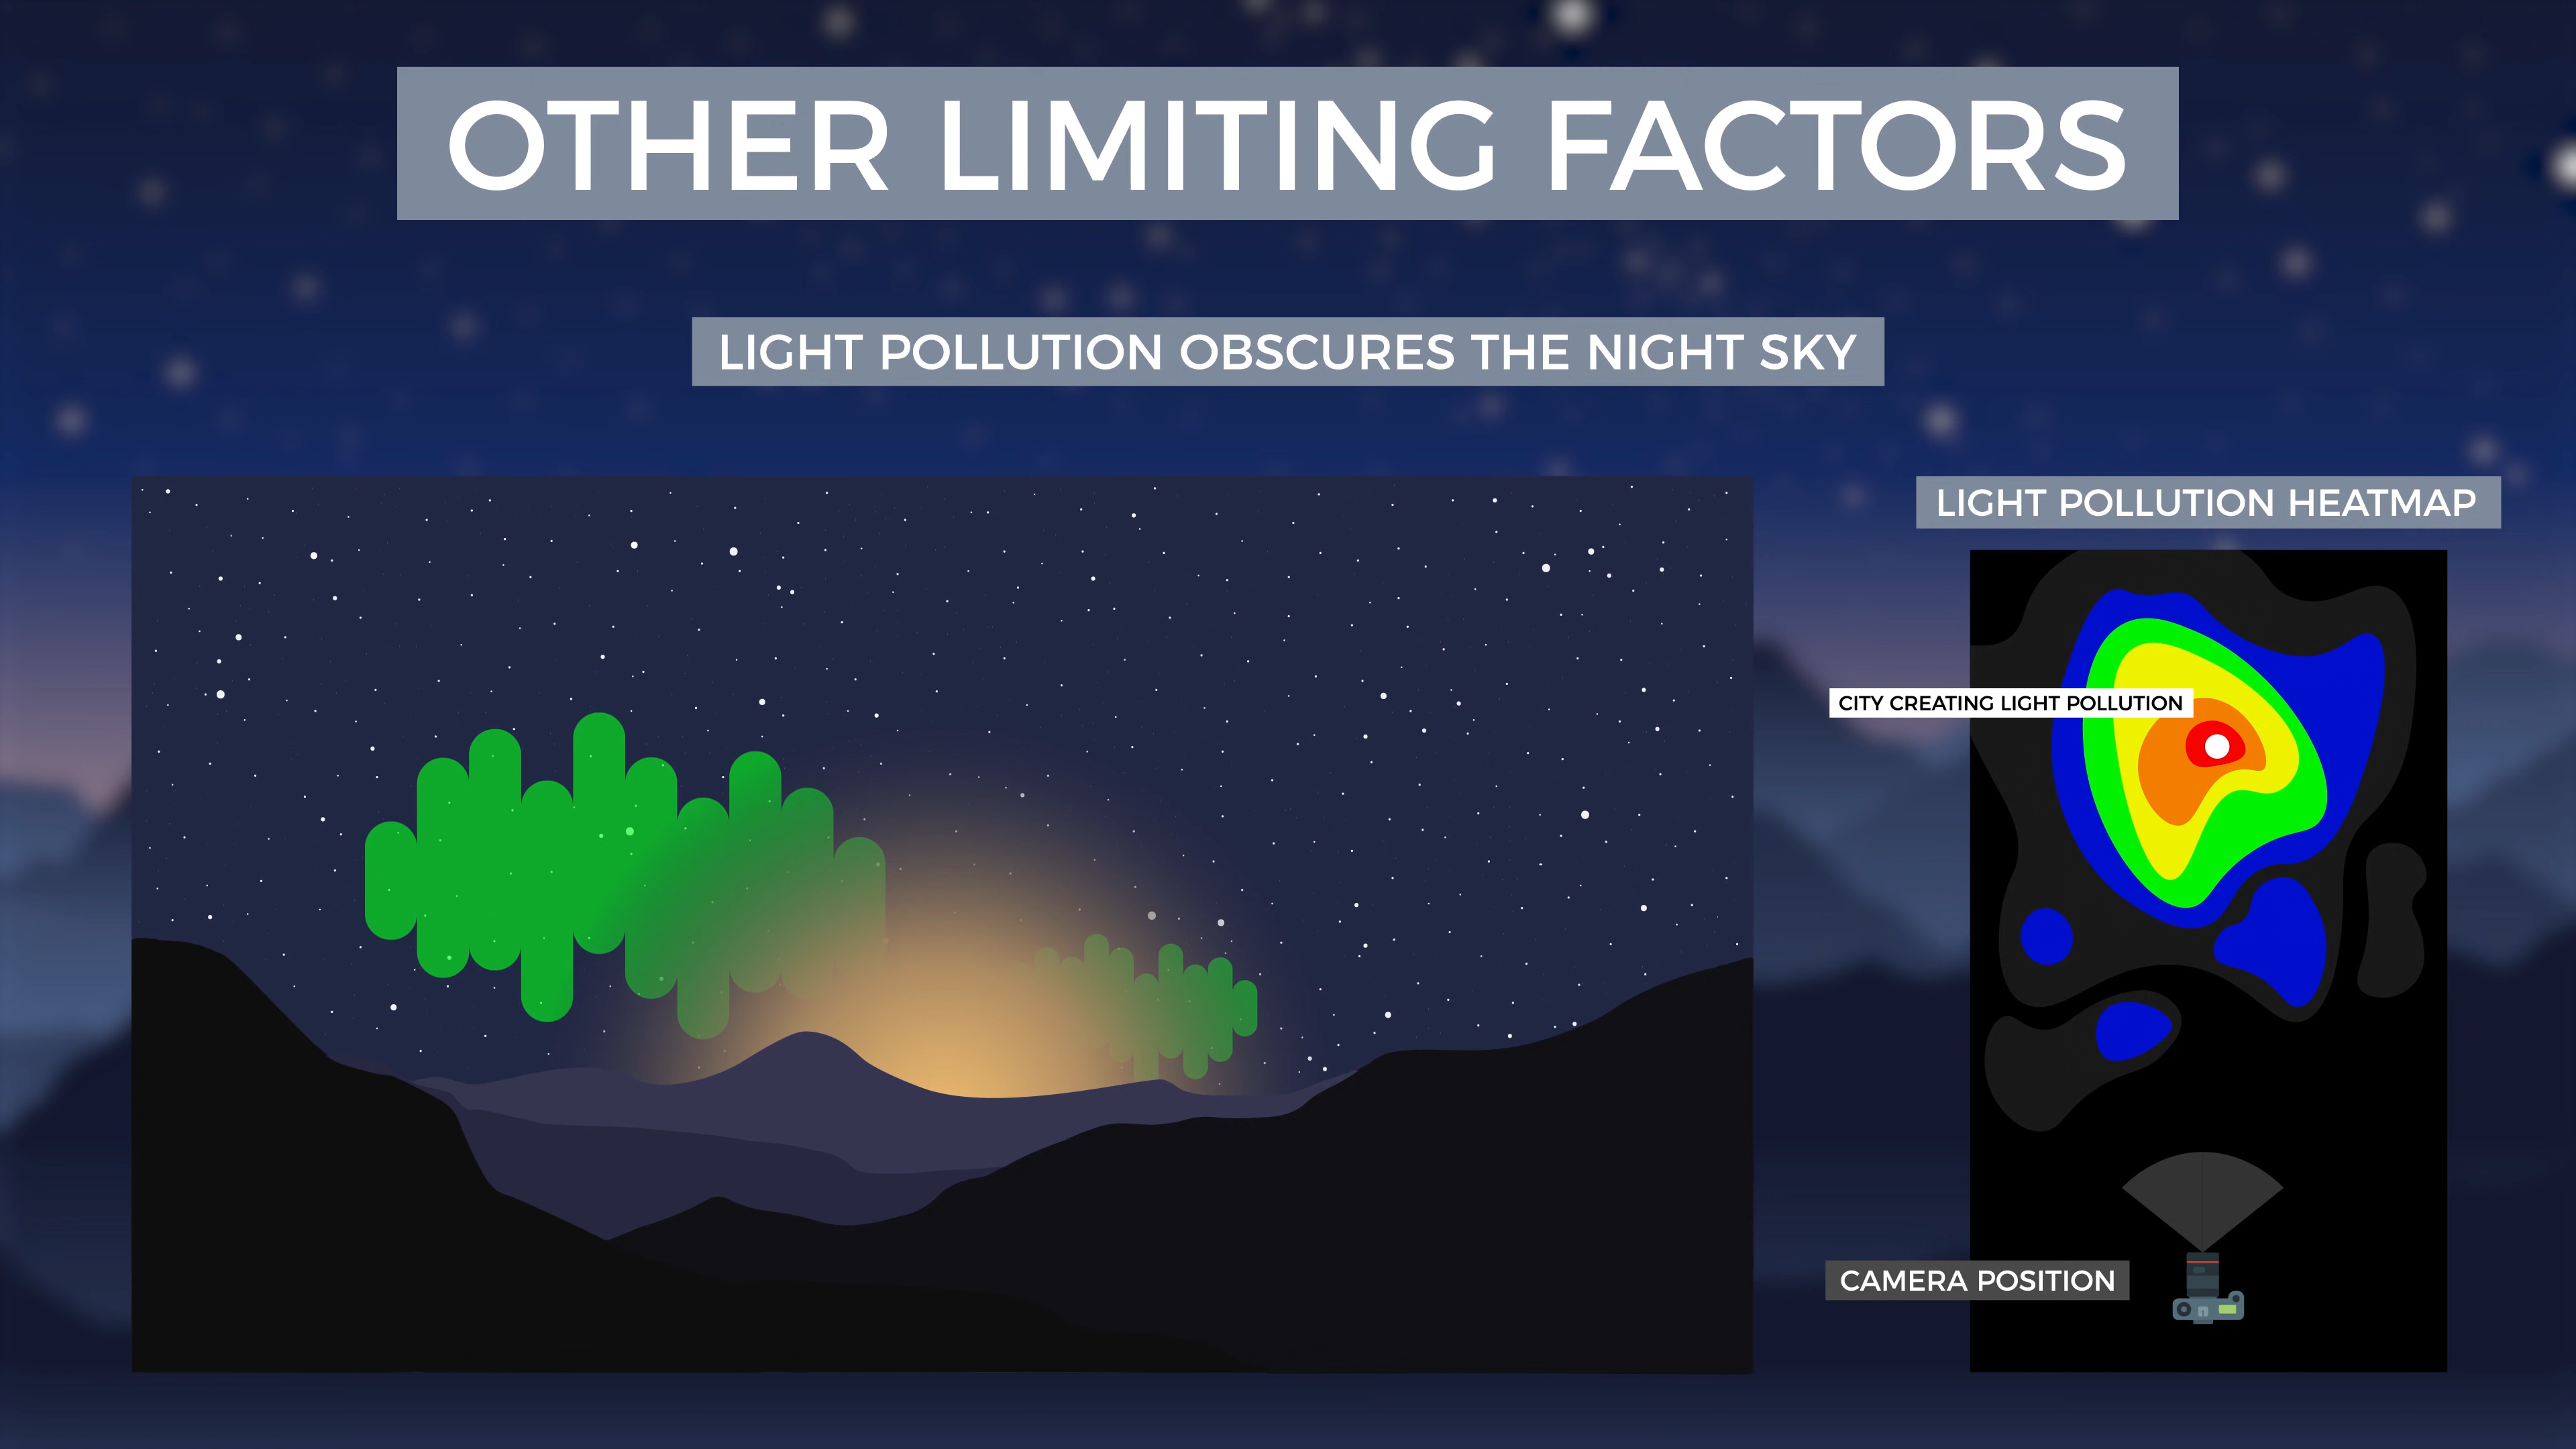 OTHER LIMITING FACTORS
LIGHT POLLUTION OBSCURES THE NIGHT SKY
LIGHT POLLUTION HEATMAP
CITY CREATING LIGHT POLLUTION
CAMERA POSITION